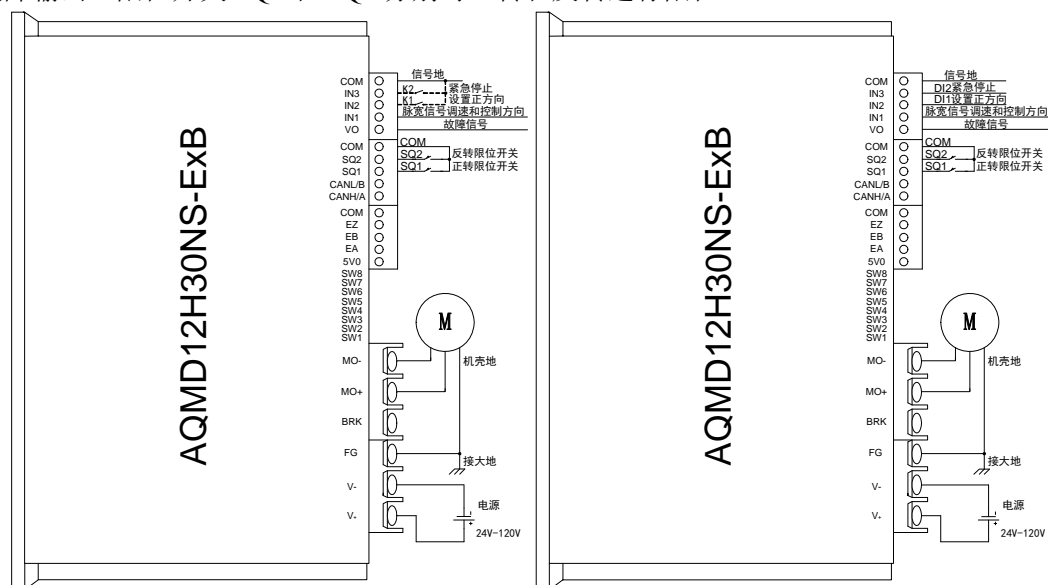 AQMD12H30NS-ExB
COM
IN3
IN2
IN1
VO
COM
SQ2
SQ1
CANL/B
CANH/A
COM
EZ
EB
EA
5V0
SW8
SW7
SW6
SW5
SW4
SW3
SW2
SW1
MO-
MO+
BRK
FG
V-
V+
信号地
K2 紧急停止
K1 设置正方向
脉宽信号调速和控制方向
故障信号
COM
SQ2 反转限位开关
SQ1 正转限位开关
M
机壳地
接大地
电源
24V-120V
AQMD12H30NS-ExB
COM
IN3
IN2
IN1
VO
COM
SQ2
SQ1
CANL/B
CANH/A
COM
EZ
EB
EA
5V0
SW8
SW7
SW6
SW5
SW4
SW3
SW2
SW1
MO-
MO+
BRK
FG
V-
V+
信号地
DI2紧急停止
DI1设置正方向
脉宽信号调速和控制方向
故障信号
COM
SQ2 反转限位开关
SQ1 正转限位开关
M
机壳地
接大地
电源
24V-120V